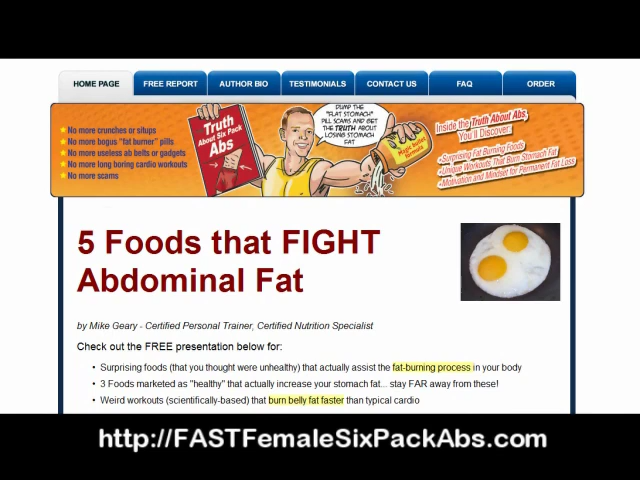 HOME PAGE
FREE REPORT
AUTHOR BIO
TESTIMONIALS
CONTACT US
FAQ
ORDER
No more crunches or situps
No more bogus "fat burner" pills
No more useless ab belts or gadgets
No more long boring cardio workouts
No more scams
Truth
About Six Pack
Abs
DUMP THE
"FLAT STOMACH"
PILL SCAMS AND GET
THE TRUTH ABOUT
LOSING STOMACH
FAT
Magic bullet
formula
Inside the Truth About Abs,
You'll Discover:
•Surprising Fat Burning Foods
•Unique Workouts That Burn Stomach Fat
•Motivation and Mindset for Permanent Fat Loss
5 Foods that FIGHT
Abdominal Fat
by Mike Geary - Certified Personal Trainer, Certified Nutrition Specialist
Check out the FREE presentation below for:
• Surprising foods (that you thought were unhealthy) that actually assist the fat-burning process in your body
• 3 Foods marketed as "healthy" that actually increase your stomach fat... stay FAR away from these!
• Weird workouts (scientifically-based) that burn belly fat faster than typical cardio
http://FASTFemaleSixPackAbs.com